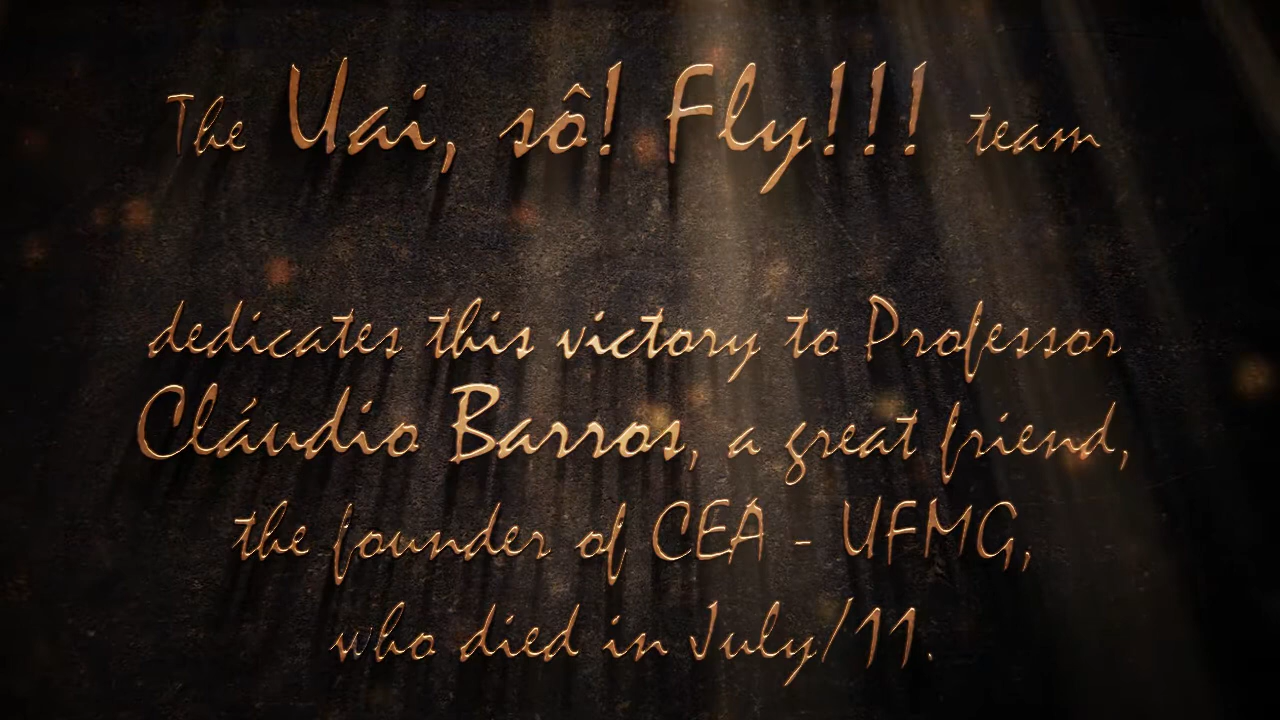 The Uai, sô! Fly!!! team
dedicates this victory to Professor
Cláudio Barros, a great friend,
the founder of CEA - UFMG,
who died in July/11.